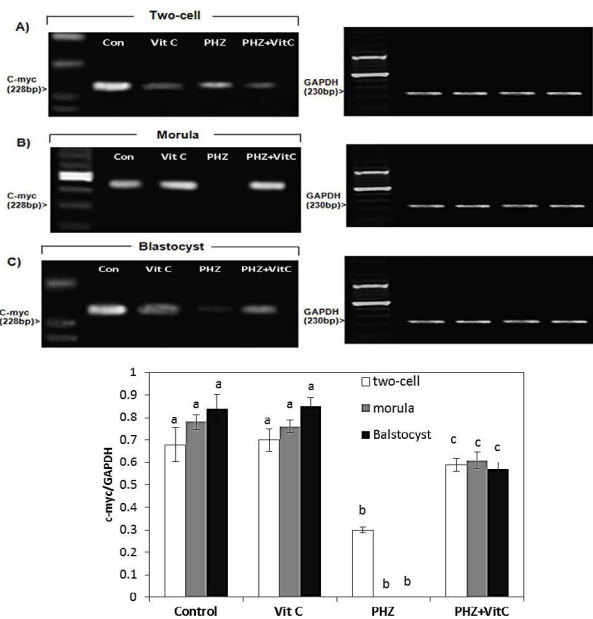 A) Two-cell
Con Vit C PHZ PHZ+VitC
C-myc
(228bp)>
GAPDH
(230bp)>
B) Morula
Con Vit C PHZ PHZ+VitC
C-myc
(228bp)>
GAPDH
(230bp)>
C) Blastocyst
Con Vit C PHZ PHZ+VitC
C-myc
(228bp)>
GAPDH
(230bp)>
c-myc/GAPDH
1
0.9
0.8
0.7
0.6
0.5
0.4
0.3
0.2
0.1
0
two-cell
morula
Balstocyst
a a a
a a a
b b b
c c c
Control Vit C PHZ PHZ+VitC